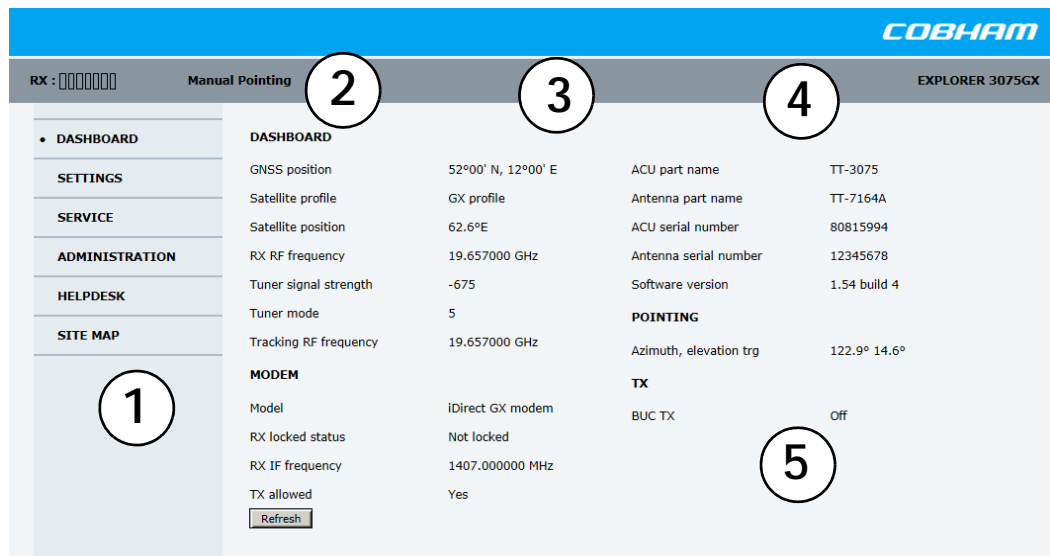 COBHAM
RX : Manual Pointing 2 3 4 EXPLORER 3075GX
• DASHBOARD
SETTINGS
SERVICE
ADMINISTRATION
HELPDESK
SITE MAP
1
DASHBOARD
GNSS position 52°00' N, 12°00' E
Satellite profile GX profile
Satellite position 62.6°E
RX RF frequency 19.657000 GHz
Tuner signal strength -675
Tuner mode 5
Tracking RF frequency 19.657000 GHz
MODEM
Model iDirect GX modem
RX locked status Not locked
RX IF frequency 1407.000000 MHz
TX allowed Yes
Refresh
ACU part name TT-3075
Antenna part name TT-7164A
ACU serial number 80815994
Antenna serial number 12345678
Software version 1.54 build 4
POINTING
Azimuth, elevation trg 122.9° 14.6°
TX
BUC TX Off
5